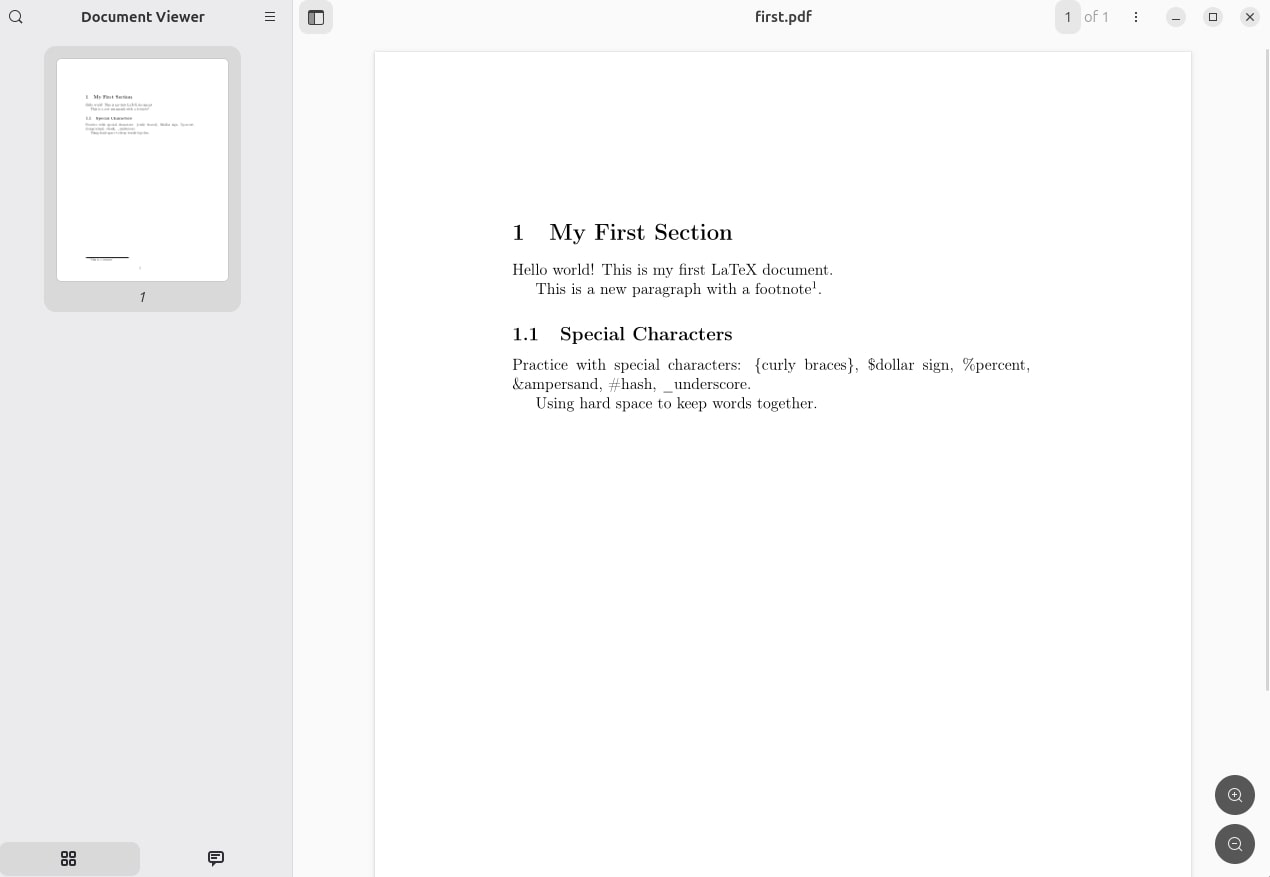 Document Viewer
first.pdf
1 of 1
1 My First Section
Hello world! This is my first LaTeX document.
This is a new paragraph with a footnote¹.
1.1 Special Characters
Practice with special characters: {curly braces}, $dollar sign, %percent,
&ampersand, #hash, _underscore.
Using hard space to keep words together.
1